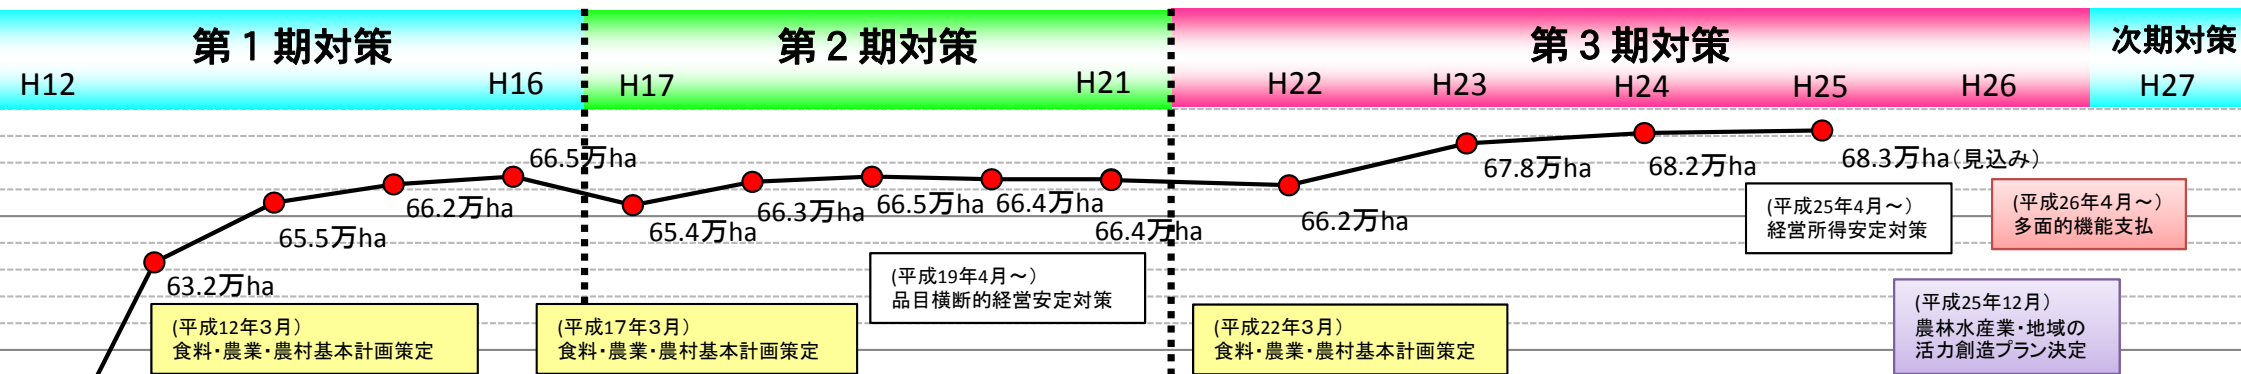 第１期対策
第２期対策
第３期対策
次期対策
H12
H16
H17
H21
H22
H23
H24
H25
H26
H27
63.2万ha
65.5万ha
66.2万ha
66.5万ha
65.4万ha
66.3万ha
66.5万ha
66.4万ha
66.4万ha
66.2万ha
67.8万ha
68.2万ha
68.3万ha(見込み)
(平成12年３月)
食料・農業・農村基本計画策定
(平成17年３月)
食料・農業・農村基本計画策定
(平成19年4月～)
品目横断的経営安定対策
(平成22年３月)
食料・農業・農村基本計画策定
(平成25年4月～)
経営所得安定対策
(平成26年４月～)
多面的機能支払
(平成25年12月)
農林水産業・地域の
活力創造プラン決定